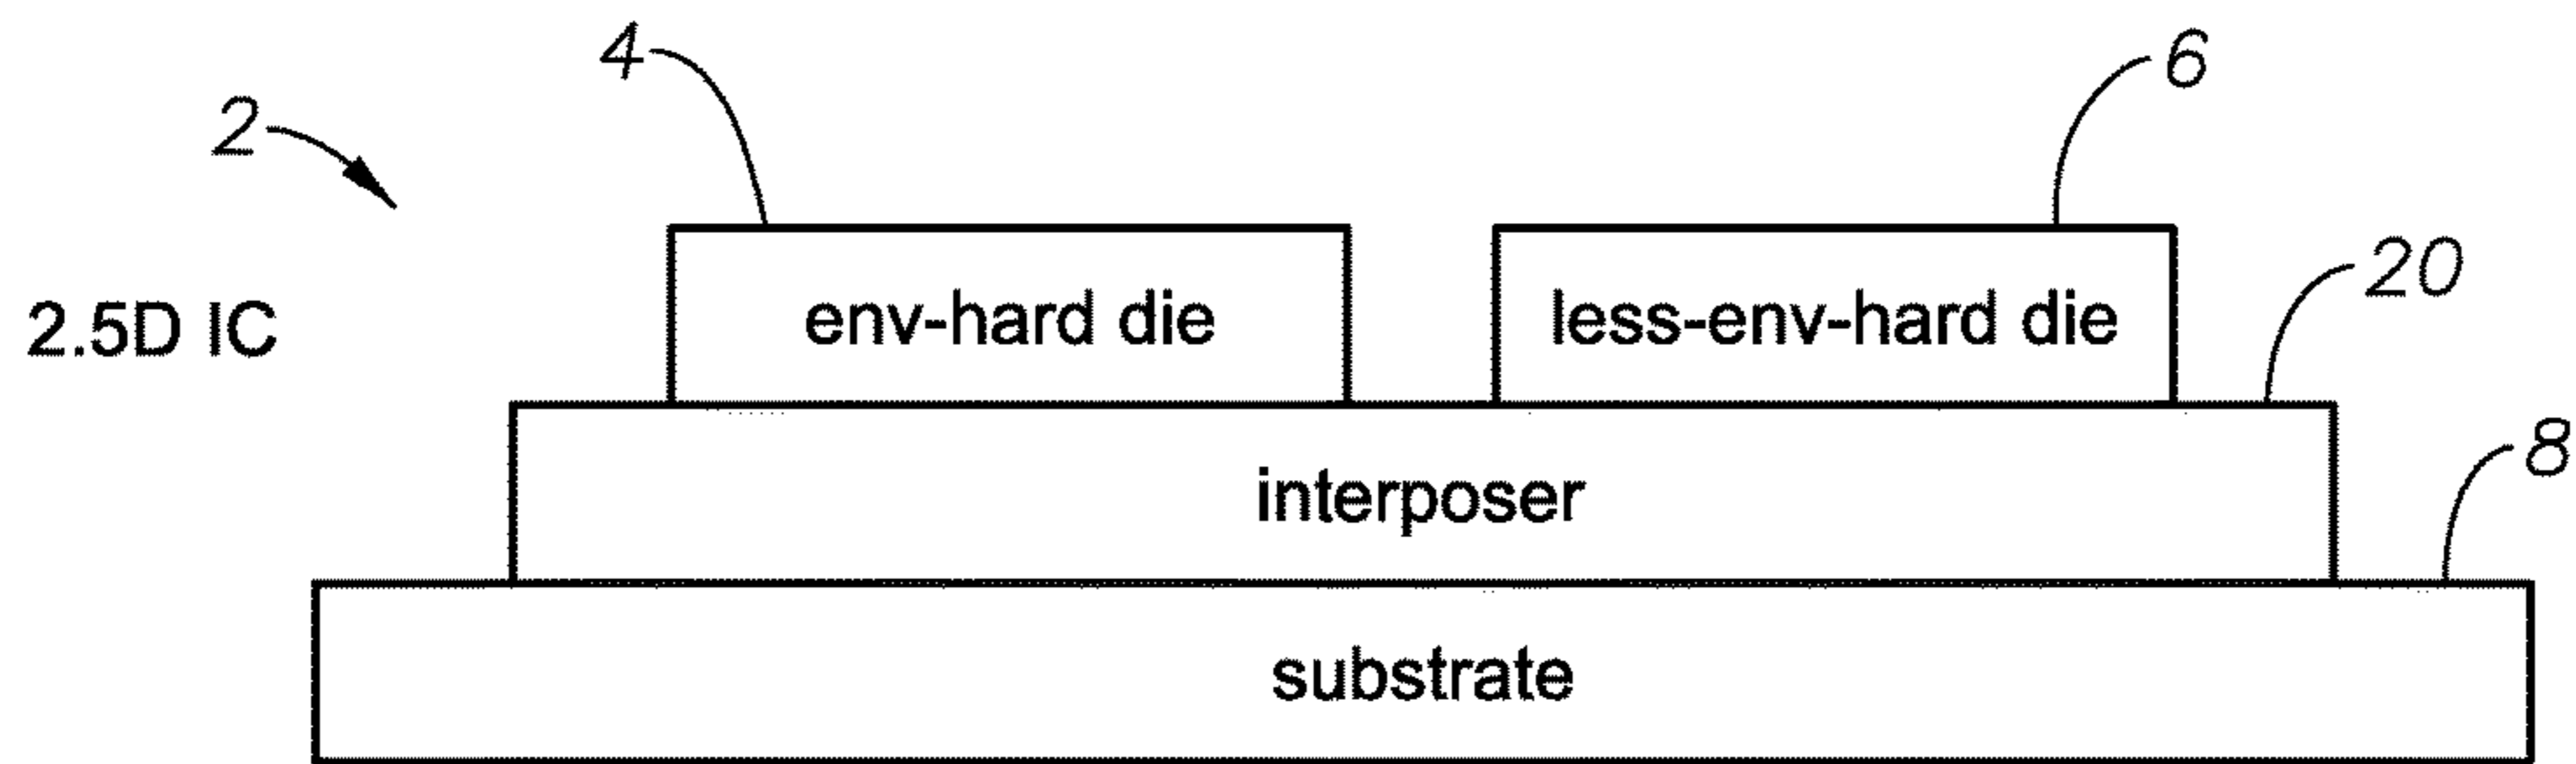 4
6
2
20
2.5D IC
env-hard die
less-env-hard die
8
interposer
substrate